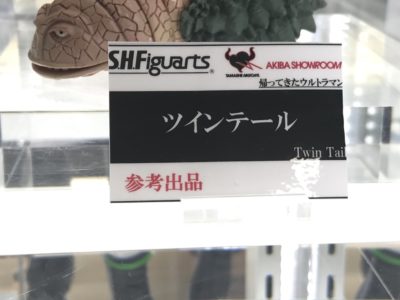 S.H.Figuarts®
TAMASHII NATIONS AKIBA SHOWROOM
帰ってきたウルトラマン
ツインテール
Twin Tail
参考出品